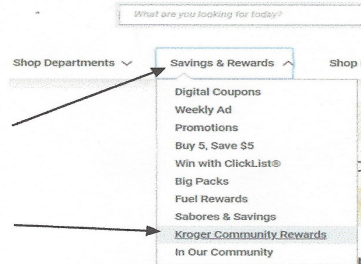 What are you looking for today?
Shop Departments Savings & Rewards Shop
Digital Coupons
Weekly Ad
Promotions
Buy 5, Save $5
Win with ClickList®
Big Packs
Fuel Rewards
Sabores & Savings
Kroger Community Rewards
In Our Community